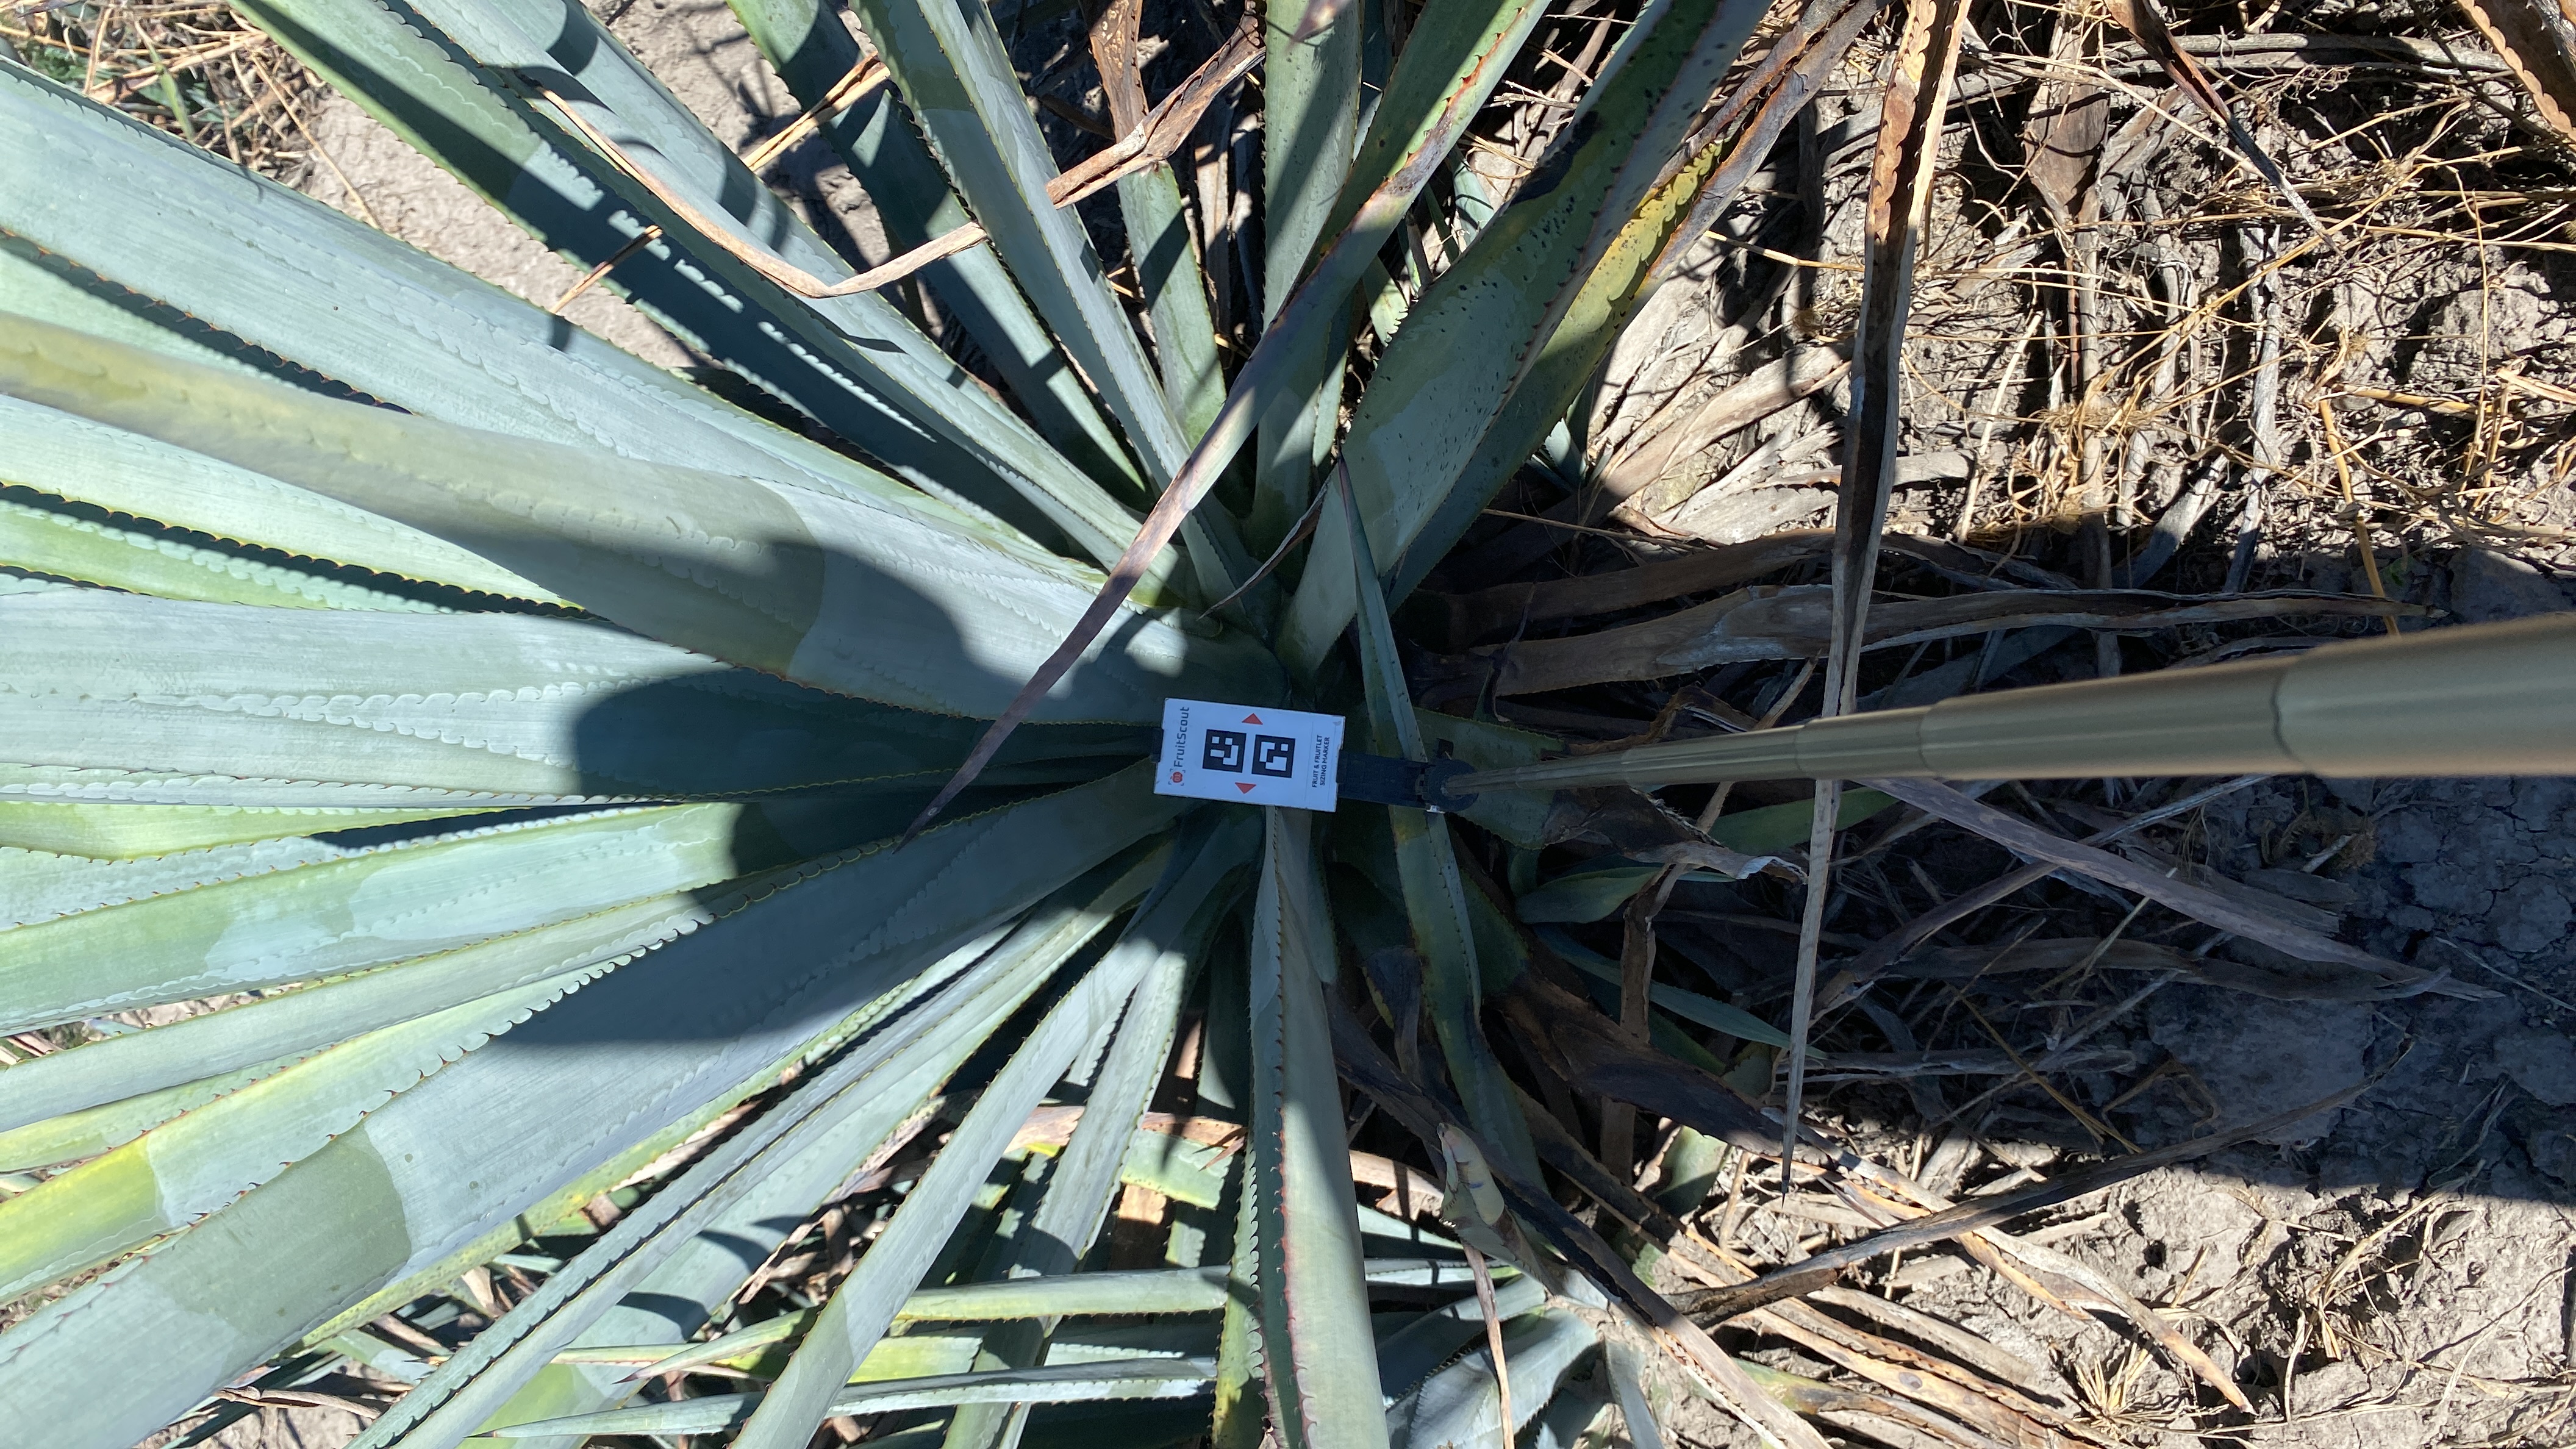 FruitScout
FRUIT & FRUITLET
SIZING MARKER